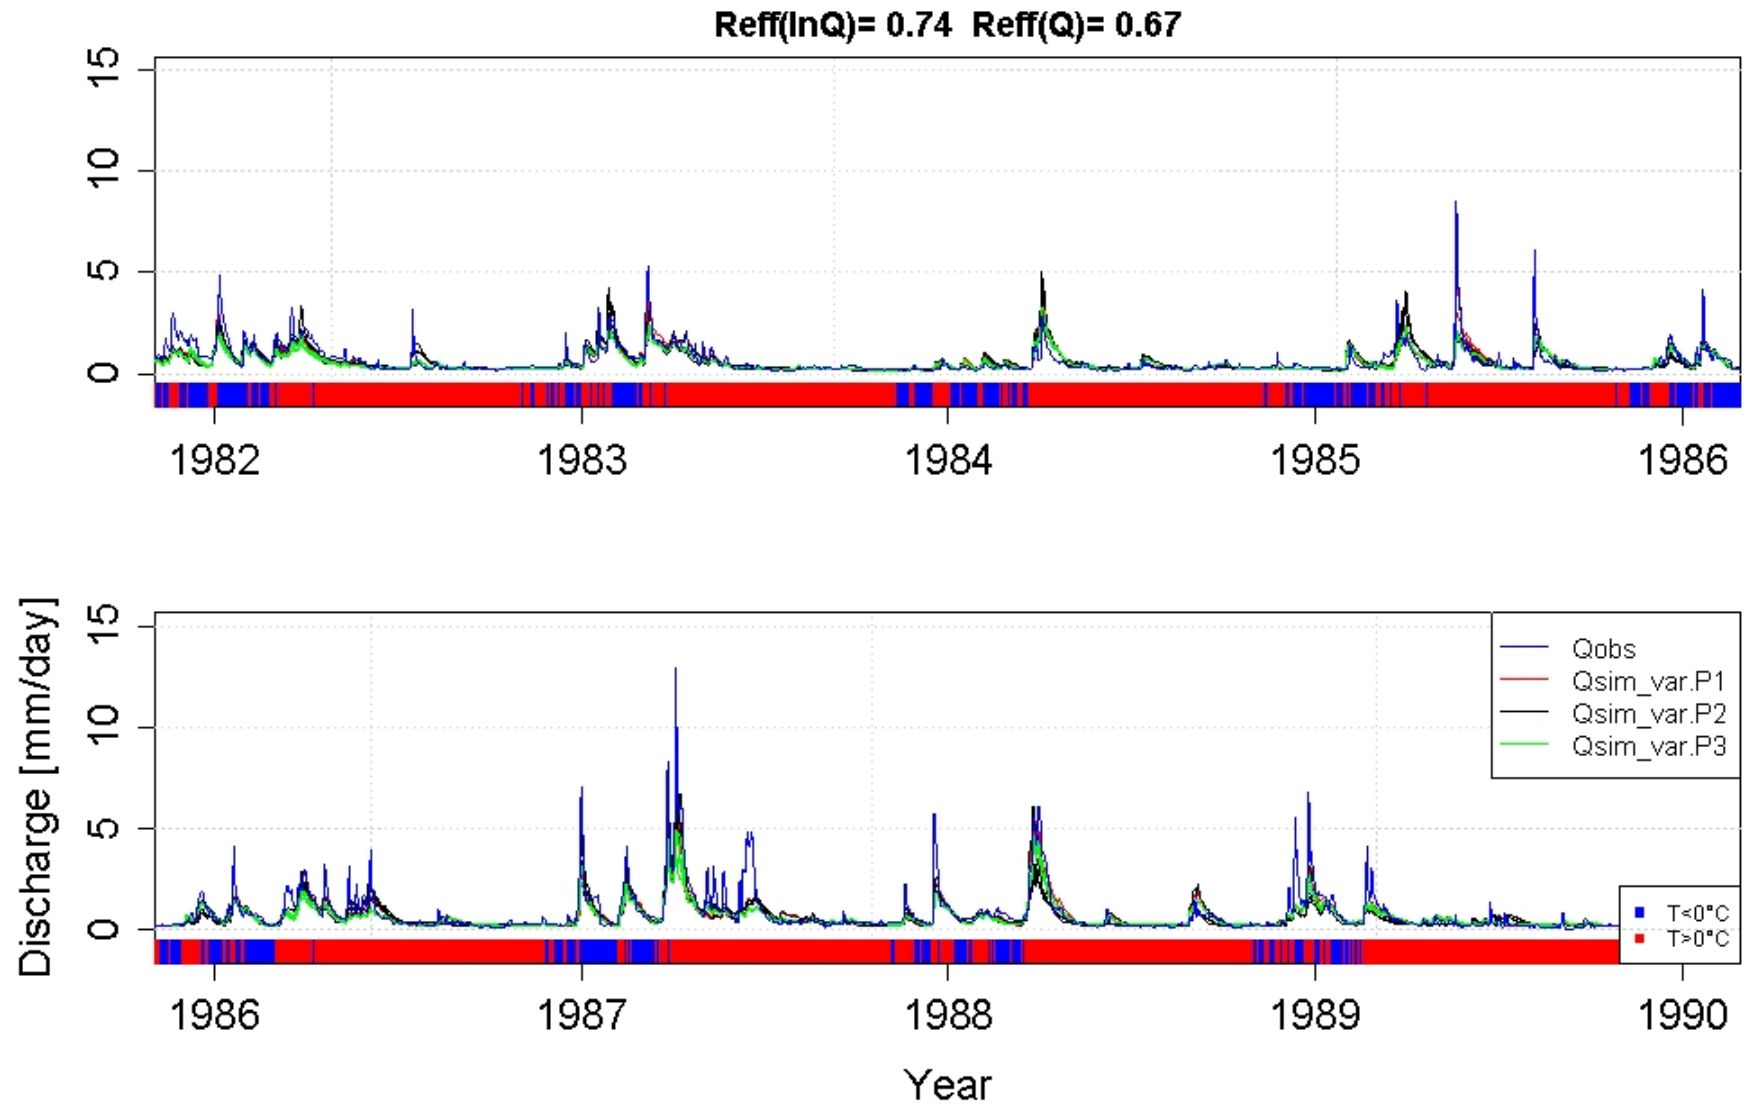 Reff(lnQ)= 0.74 Reff(Q)= 0.67
15
10
5
0
1982 1983 1984 1985 1986
Discharge [mm/day]
15
10
5
0
Qobs
Qsim_var.P1
Qsim_var.P2
Qsim_var.P3
T<0°C
T>0°C
1986 1987 1988 1989 1990
Year